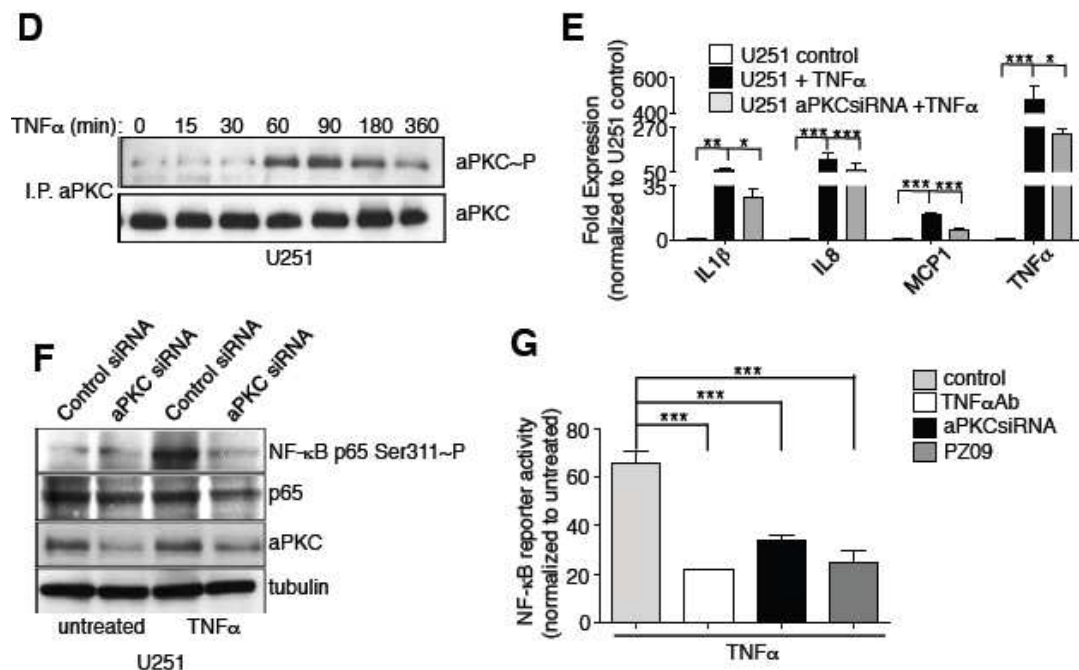 D
TNFα (min): 0 15 30 60 90 180 360
I.P. aPKC
aPKC~P
aPKC
U251
E
Fold Expression
(normalized to U251 control)
600
400
270
50
35
0
U251 control
U251 + TNFα
U251 aPKCsiRNA +TNFα
** *
*** ***
*** ***
*** *
IL1β
IL8
MCP1
TNFα
F
Control siRNA
aPKC siRNA
Control siRNA
aPKC siRNA
NF-κB p65 Ser311~P
p65
aPKC
tubulin
untreated TNFα
U251
G
NF-κB reporter activity
(normalized to untreated)
80
60
40
20
0
***
***
***
TNFα
control
TNFαAb
aPKCsiRNA
PZ09